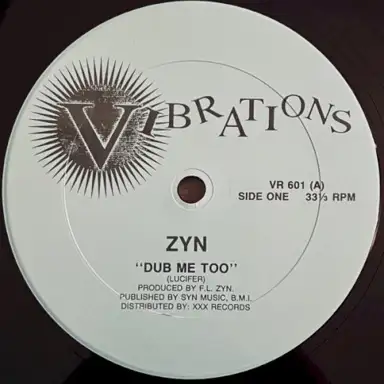 VIBRATIONS
VR 601 (A)
SIDE ONE 33⅓ RPM
ZYN
"DUB ME TOO"
(LUCIFER)
PRODUCED BY F.L. ZYN.
PUBLISHED BY SYN MUSIC, B.M.I.
DISTRIBUTED BY: XXX RECORDS